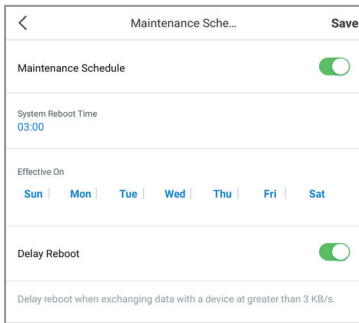 Maintenance Sche... Save
Maintenance Schedule
System Reboot Time
03:00
Effective On
Sun Mon Tue Wed Thu Fri Sat
Delay Reboot
Delay reboot when exchanging data with a device at greater than 3 KB/s.